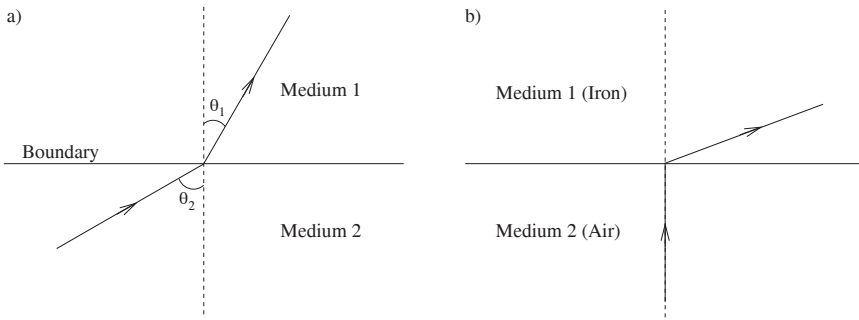 a)
θ1
Medium 1
Boundary
θ2
Medium 2
b)
Medium 1 (Iron)
Medium 2 (Air)